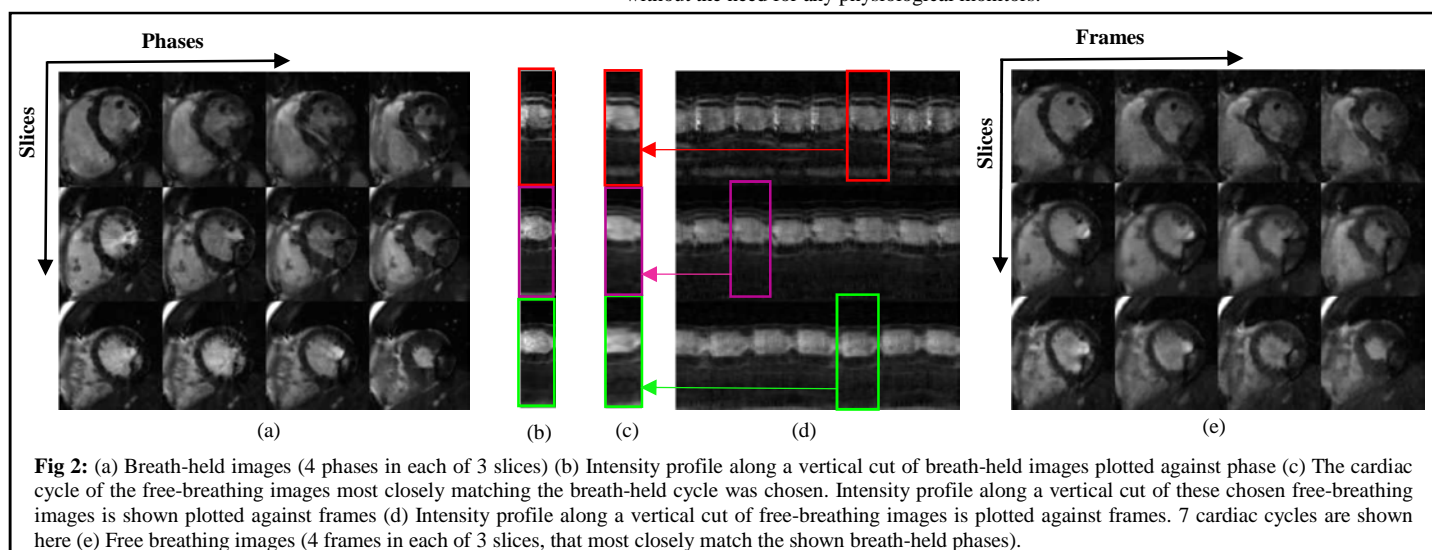 without the need for any physiological monitors.
Phases
Frames
Slices
Slices
(a)
(b)
(c)
(d)
(e)
Fig 2: (a) Breath-held images (4 phases in each of 3 slices) (b) Intensity profile along a vertical cut of breath-held images plotted against phase (c) The cardiac
cycle of the free-breathing images most closely matching the breath-held cycle was chosen. Intensity profile along a vertical cut of these chosen free-breathing
images is shown plotted against frames (d) Intensity profile along a vertical cut of free-breathing images is plotted against frames. 7 cardiac cycles are shown
here (e) Free breathing images (4 frames in each of 3 slices, that most closely match the shown breath-held phases).